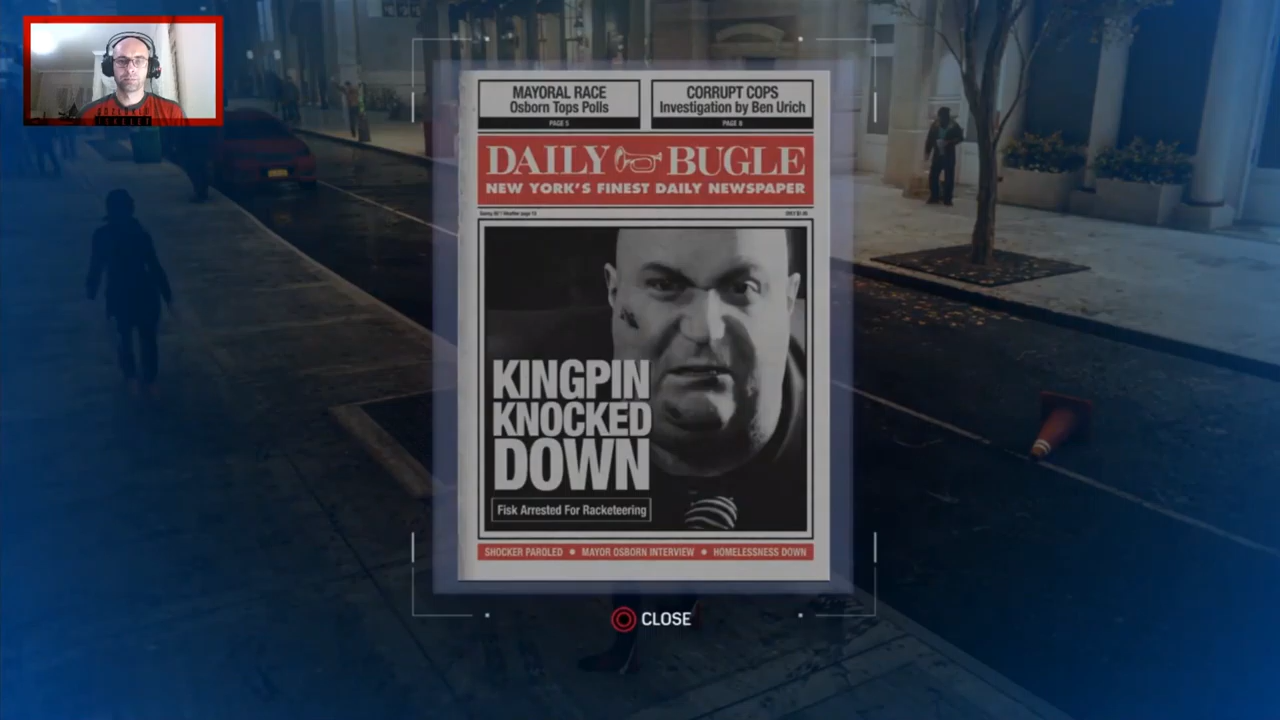 MAYORAL RACE
Osborn Tops Polls
PAGE 5
CORRUPT COPS
Investigation by Ben Urich
PAGE 8
DAILY BUGLE
NEW YORK'S FINEST DAILY NEWSPAPER
KINGPIN
KNOCKED
DOWN
Fisk Arrested For Racketeering
SHOCKER PAROLED • MAYOR OSBORN INTERVIEW • HOMELESSNESS DOWN
CLOSE